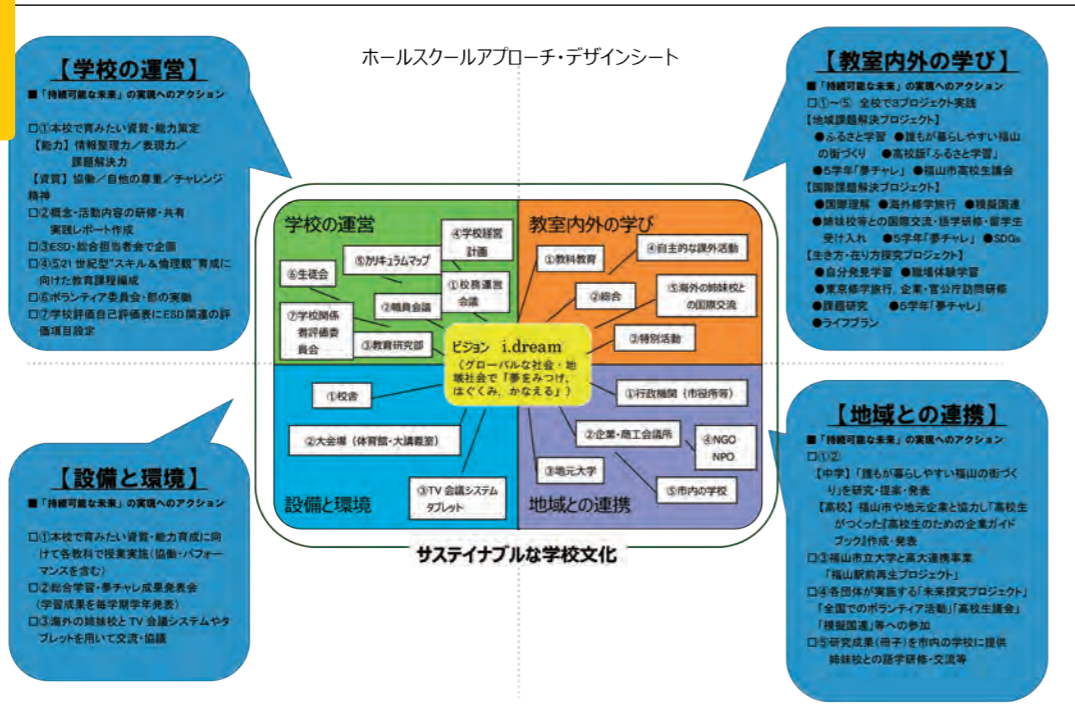 ホールスクールアプローチ・デザインシート
【学校の運営】
■「持続可能な未来」の実現へのアクション
□①本校で育みたい資質・能力策定
【能力】情報整理力／表現力／
課題解決力
【資質】協働／自他の尊重／チャレンジ
精神
□②概念・活動内容の研修・共有
実践レポート作成
□③ESD・総合担当者会で企画
□④⑤21世紀型“スキル&倫理観”育成に
向けた教育課程編成
□⑥ボランティア委員会・部の実働
□⑦学校評価自己評価表にESD関連の評
価項目設定
【教室内外の学び】
■「持続可能な未来」の実現へのアクション
□①～⑤ 全校で3プロジェクト実践
【地域課題解決プロジェクト】
●ふるさと学習 ●誰もが暮らしやすい福山
の街づくり ●高校版「ふるさと学習」
●5学年「夢チャレ」 ●福山市高校生議会
【国際課題解決プロジェクト】
●国際理解 ●海外修学旅行 ●模擬国連
●姉妹校等との国際交流・語学研修・留学生
受け入れ ●5学年「夢チャレ」 ●SDGs
【生き方・在り方探究プロジェクト】
●自分発見学習 ●職場体験学習
●東京修学旅行、企業・官公庁訪問研修
●課題研究 ●5学年「夢チャレ」
●ライフプラン
学校の運営
④学校経営
計画
⑤カリキュラムマップ
⑥生徒会
①校務運営
会議
②職員会議
⑦学校関係
者評価委
員会
③教育研究部
教室内外の学び
④自主的な課外活動
①教科教育
②総合
⑤海外の姉妹校と
の国際交流
③特別活動
ビジョン i.dream
（グローバルな社会・地
域社会で「夢をみつけ,
はぐくみ, かなえる」）
①校舎
②大会場（体育館・大講義室）
③TV会議システム
タブレット
設備と環境
①行政機関（市役所等）
②企業・商工会議所
④NGO
NPO
③地元大学
⑤市内の学校
地域との連携
サステイナブルな学校文化
【設備と環境】
■「持続可能な未来」の実現へのアクション
□①本校で育みたい資質・能力育成に向
けて各教科で授業実施（協働・パフォー
マンスを含む）
□②総合学習・夢チャレ成果発表会
（学習成果を毎学期学年発表）
□③海外の姉妹校とTV会議システムやタ
ブレットを用いて交流・協議
【地域との連携】
■「持続可能な未来」の実現へのアクション
□①②
【中学】「誰もが暮らしやすい福山の街づく
り」を研究・提案・発表
【高校】福山市や地元企業と協力し「高校生
がつくった『高校生のための企業ガイド
ブック』作成・発表
□③福山市立大学と高大連携事業
「福山駅前再生プロジェクト」
□④各団体が実施する「未来探究プロジェクト」
「全国でのボランティア活動」「高校生議会」
「模擬国連」等への参加
□⑤研究成果（冊子）を市内の学校に提供
姉妹校との語学研修・交流等